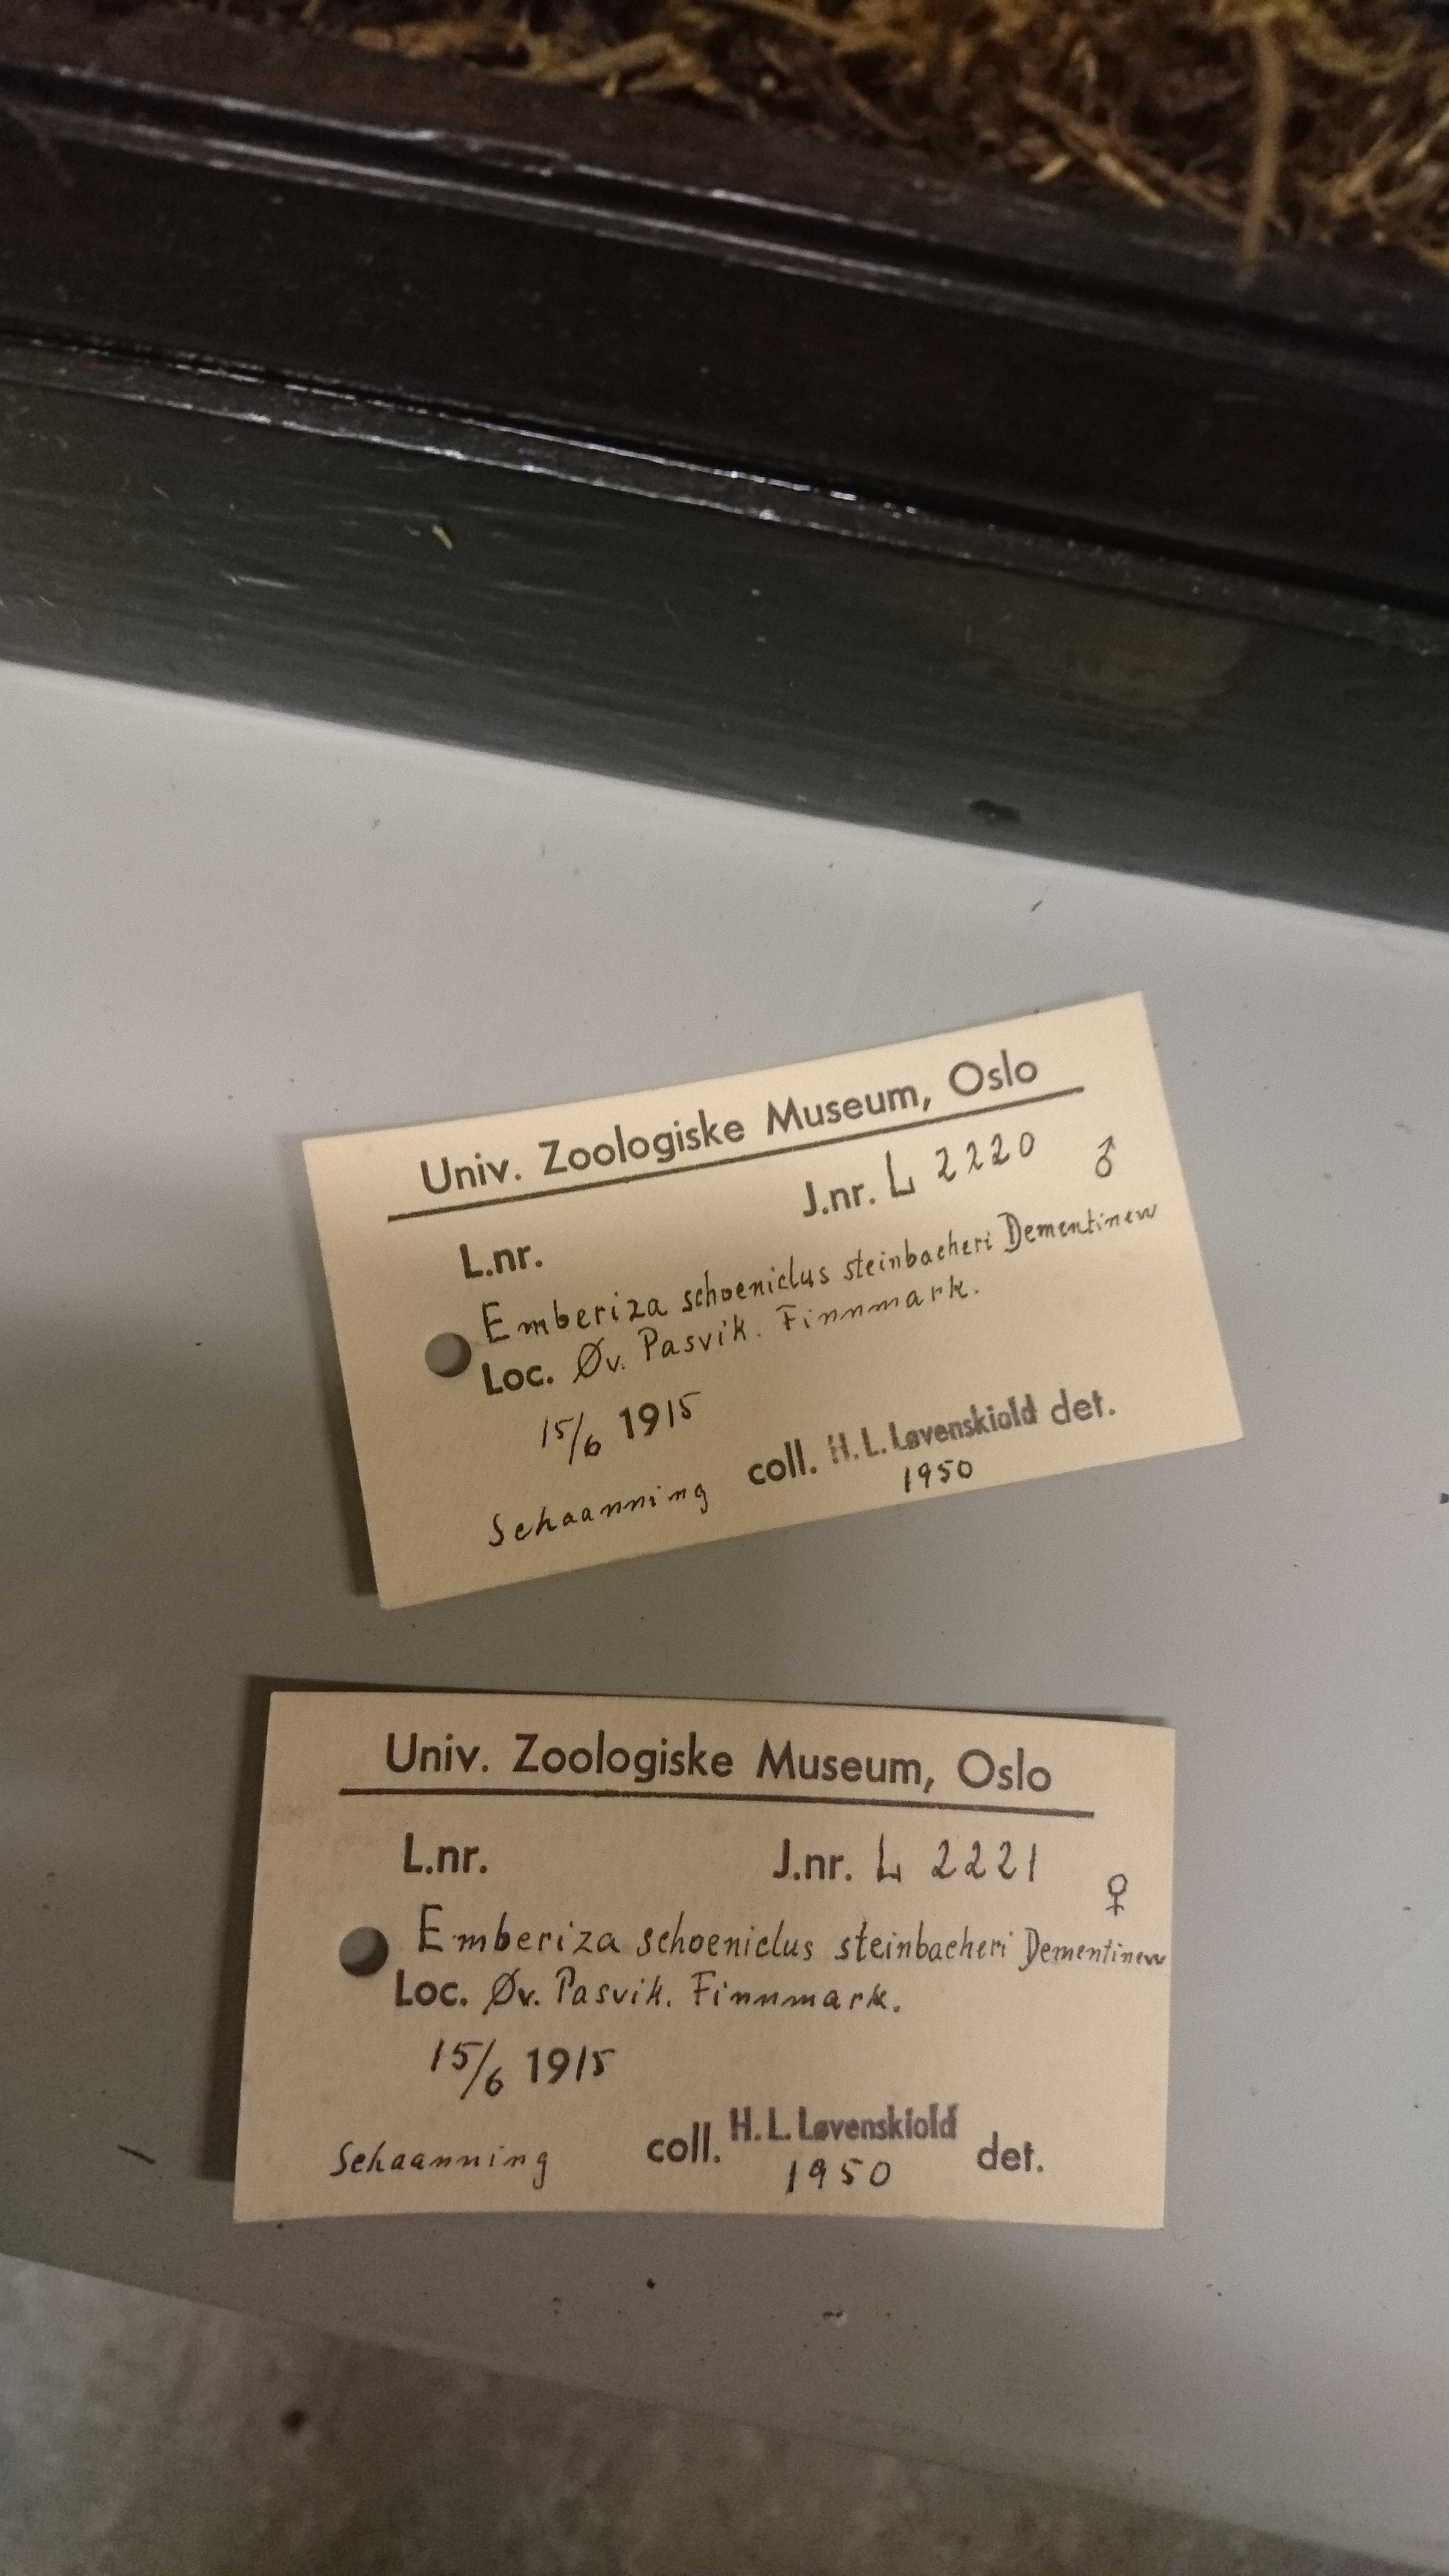 Univ. Zoologiske Museum, Oslo
L.nr. J.nr. L 2220 ♂
Emberiza schoeniclus steinbacheri Dementinew
Loc. Øv. Pasvik. Finnmark.
15/6 1915
Schaanning coll. H. L. Løvenskiold det.
1950
Univ. Zoologiske Museum, Oslo
L.nr. J.nr. L 2221 ♀
Emberiza schoeniclus steinbacheri Dementinew
Loc. Øv. Pasvik. Finnmark.
15/6 1915
Schaanning coll. H. L. Løvenskiold det.
1950